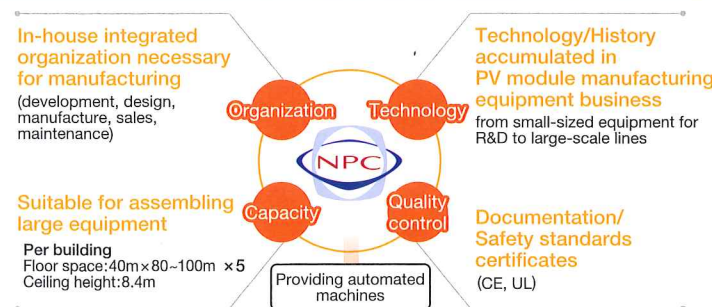 In-house integrated
organization necessary
for manufacturing
(development, design,
manufacture, sales,
maintenance)
Technology/History
accumulated in
PV module manufacturing
equipment business
from small-sized equipment for
R&D to large-scale lines
Organization
Technology
NPC
Capacity
Quality
control
Suitable for assembling
large equipment
Per building
Floor space:40m×80~100m ×5
Ceiling height:8.4m
Documentation/
Safety standards
certificates
(CE, UL)
Providing automated
machines